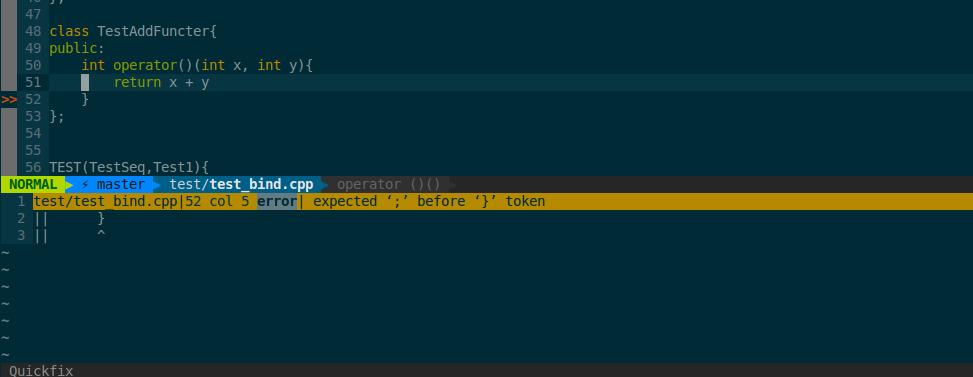 46 };
47
48 class TestAddFuncter{
49 public:
50     int operator()(int x, int y){
51         return x + y
>> 52     }
53 };
54
55
56 TEST(TestSeq,Test1){
NORMAL ⚡ master test/test_bind.cpp operator ()()
1 test/test_bind.cpp|52 col 5 error| expected ‘;’ before ‘}’ token
2 ||      }
3 ||      ^
~
~
~
~
~
~
~
Quickfix